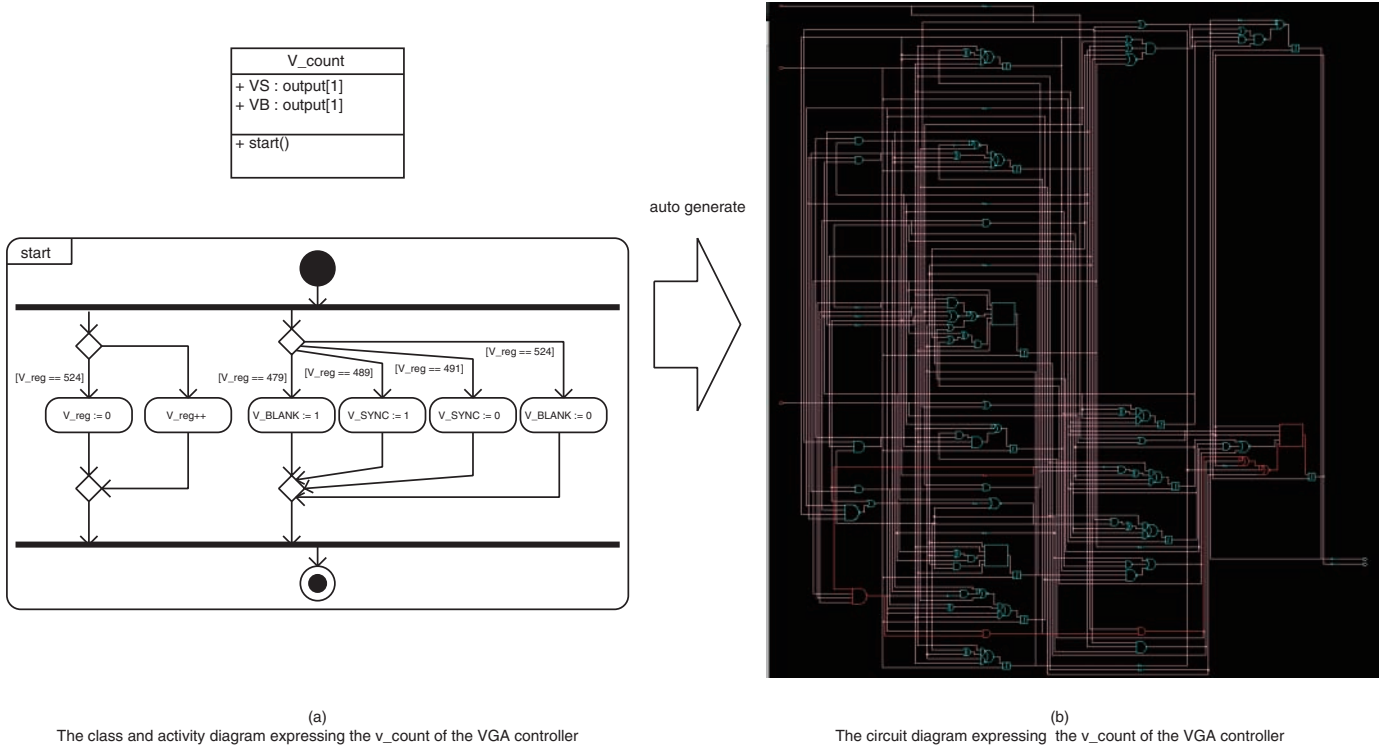 V_count
+ VS : output[1]
+ VB : output[1]
+ start()
auto generate
start
[V_reg == 524]
[V_reg == 479]
[V_reg == 489]
[V_reg == 491]
[V_reg == 524]
V_reg := 0
V_reg++
V_BLANK := 1
V_SYNC := 1
V_SYNC := 0
V_BLANK := 0
(a)
The class and activity diagram expressing the v_count of the VGA controller
(b)
The circuit diagram expressing the v_count of the VGA controller